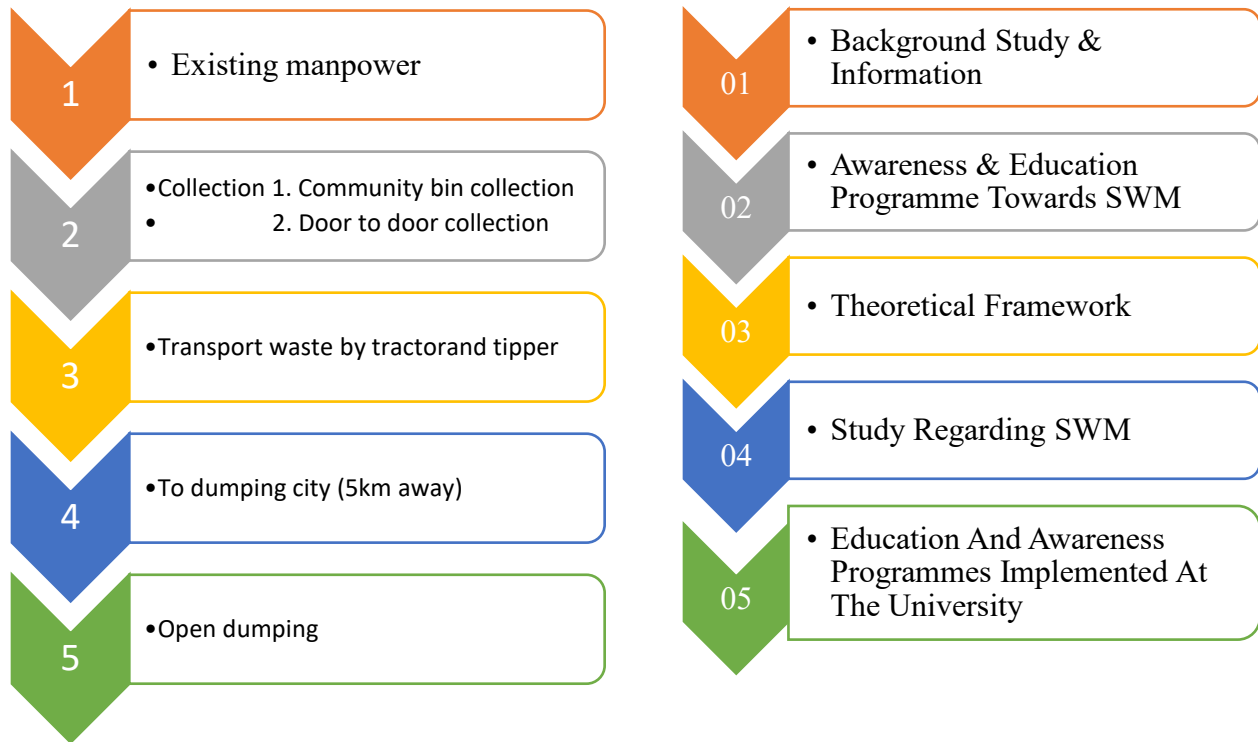 1
• Existing manpower
2
•Collection 1. Community bin collection
• 2. Door to door collection
3
•Transport waste by tractorand tipper
4
•To dumping city (5km away)
5
•Open dumping
01
• Background Study &
Information
02
• Awareness & Education
Programme Towards SWM
03
• Theoretical Framework
04
• Study Regarding SWM
05
• Education And Awareness
Programmes Implemented At
The University